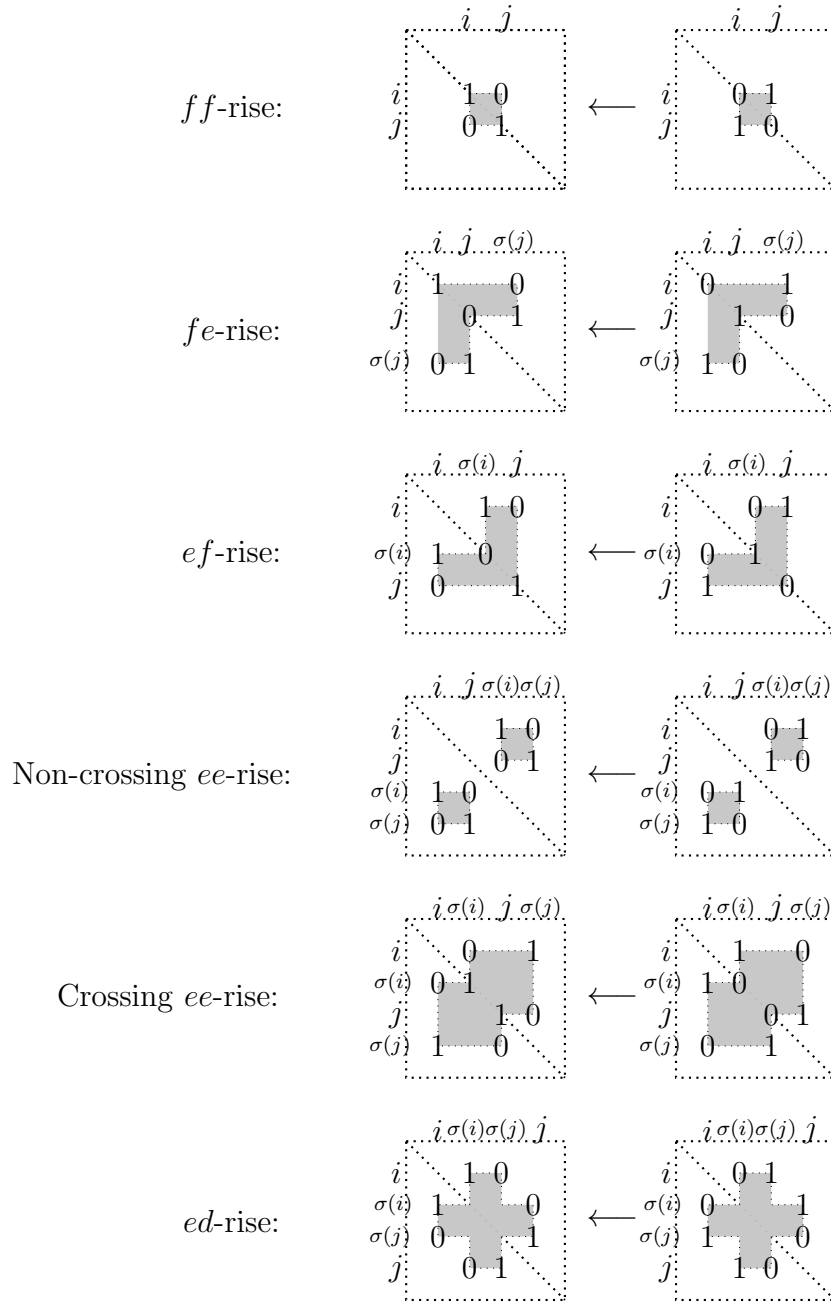 i j i j
i 1 0 i 0 1
ff-rise: ←
j 0 1 j 1 0
i j σ(j) i j σ(j)
i 1 0 i 0 1
j 0 1 j 1 0
fe-rise: ←
σ(j) 0 1 σ(j) 1 0
i σ(i) j i σ(i) j
i 1 0 i 0 1
ef-rise: ←
σ(i) 1 0 σ(i) 0 1
j 0 1 j 1 0
i j σ(i)σ(j) i j σ(i)σ(j)
i 1 0 i 0 1
j 0 1 j 1 0
Non-crossing ee-rise: ←
σ(i) 1 0 σ(i) 0 1
σ(j) 0 1 σ(j) 1 0
i σ(i) j σ(j) i σ(i) j σ(j)
i 0 1 i 1 0
σ(i) 0 1 σ(i) 1 0
Crossing ee-rise: ←
j 1 0 j 0 1
σ(j) 1 0 σ(j) 0 1
i σ(i)σ(j) j i σ(i)σ(j) j
i 1 0 i 0 1
σ(i) 1 0 σ(i) 0 1
ed-rise: ←
σ(j) 0 1 σ(j) 1 0
j 0 1 j 1 0